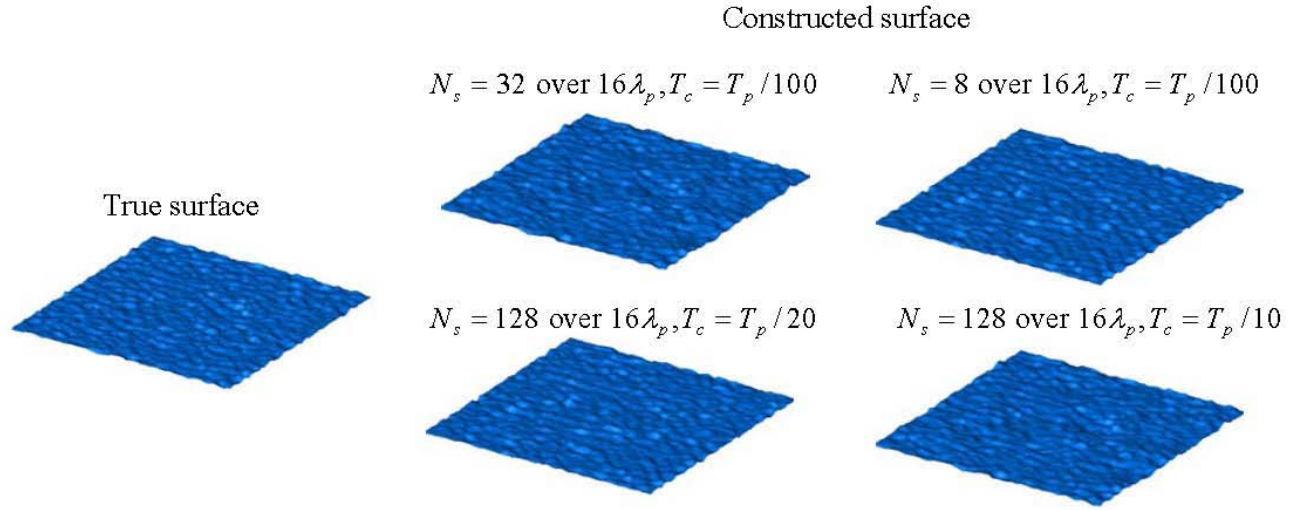 Constructed surface
N_s = 32 over 16λ_p, T_c = T_p /100
N_s = 8 over 16λ_p, T_c = T_p /100
True surface
N_s = 128 over 16λ_p, T_c = T_p / 20
N_s = 128 over 16λ_p, T_c = T_p /10